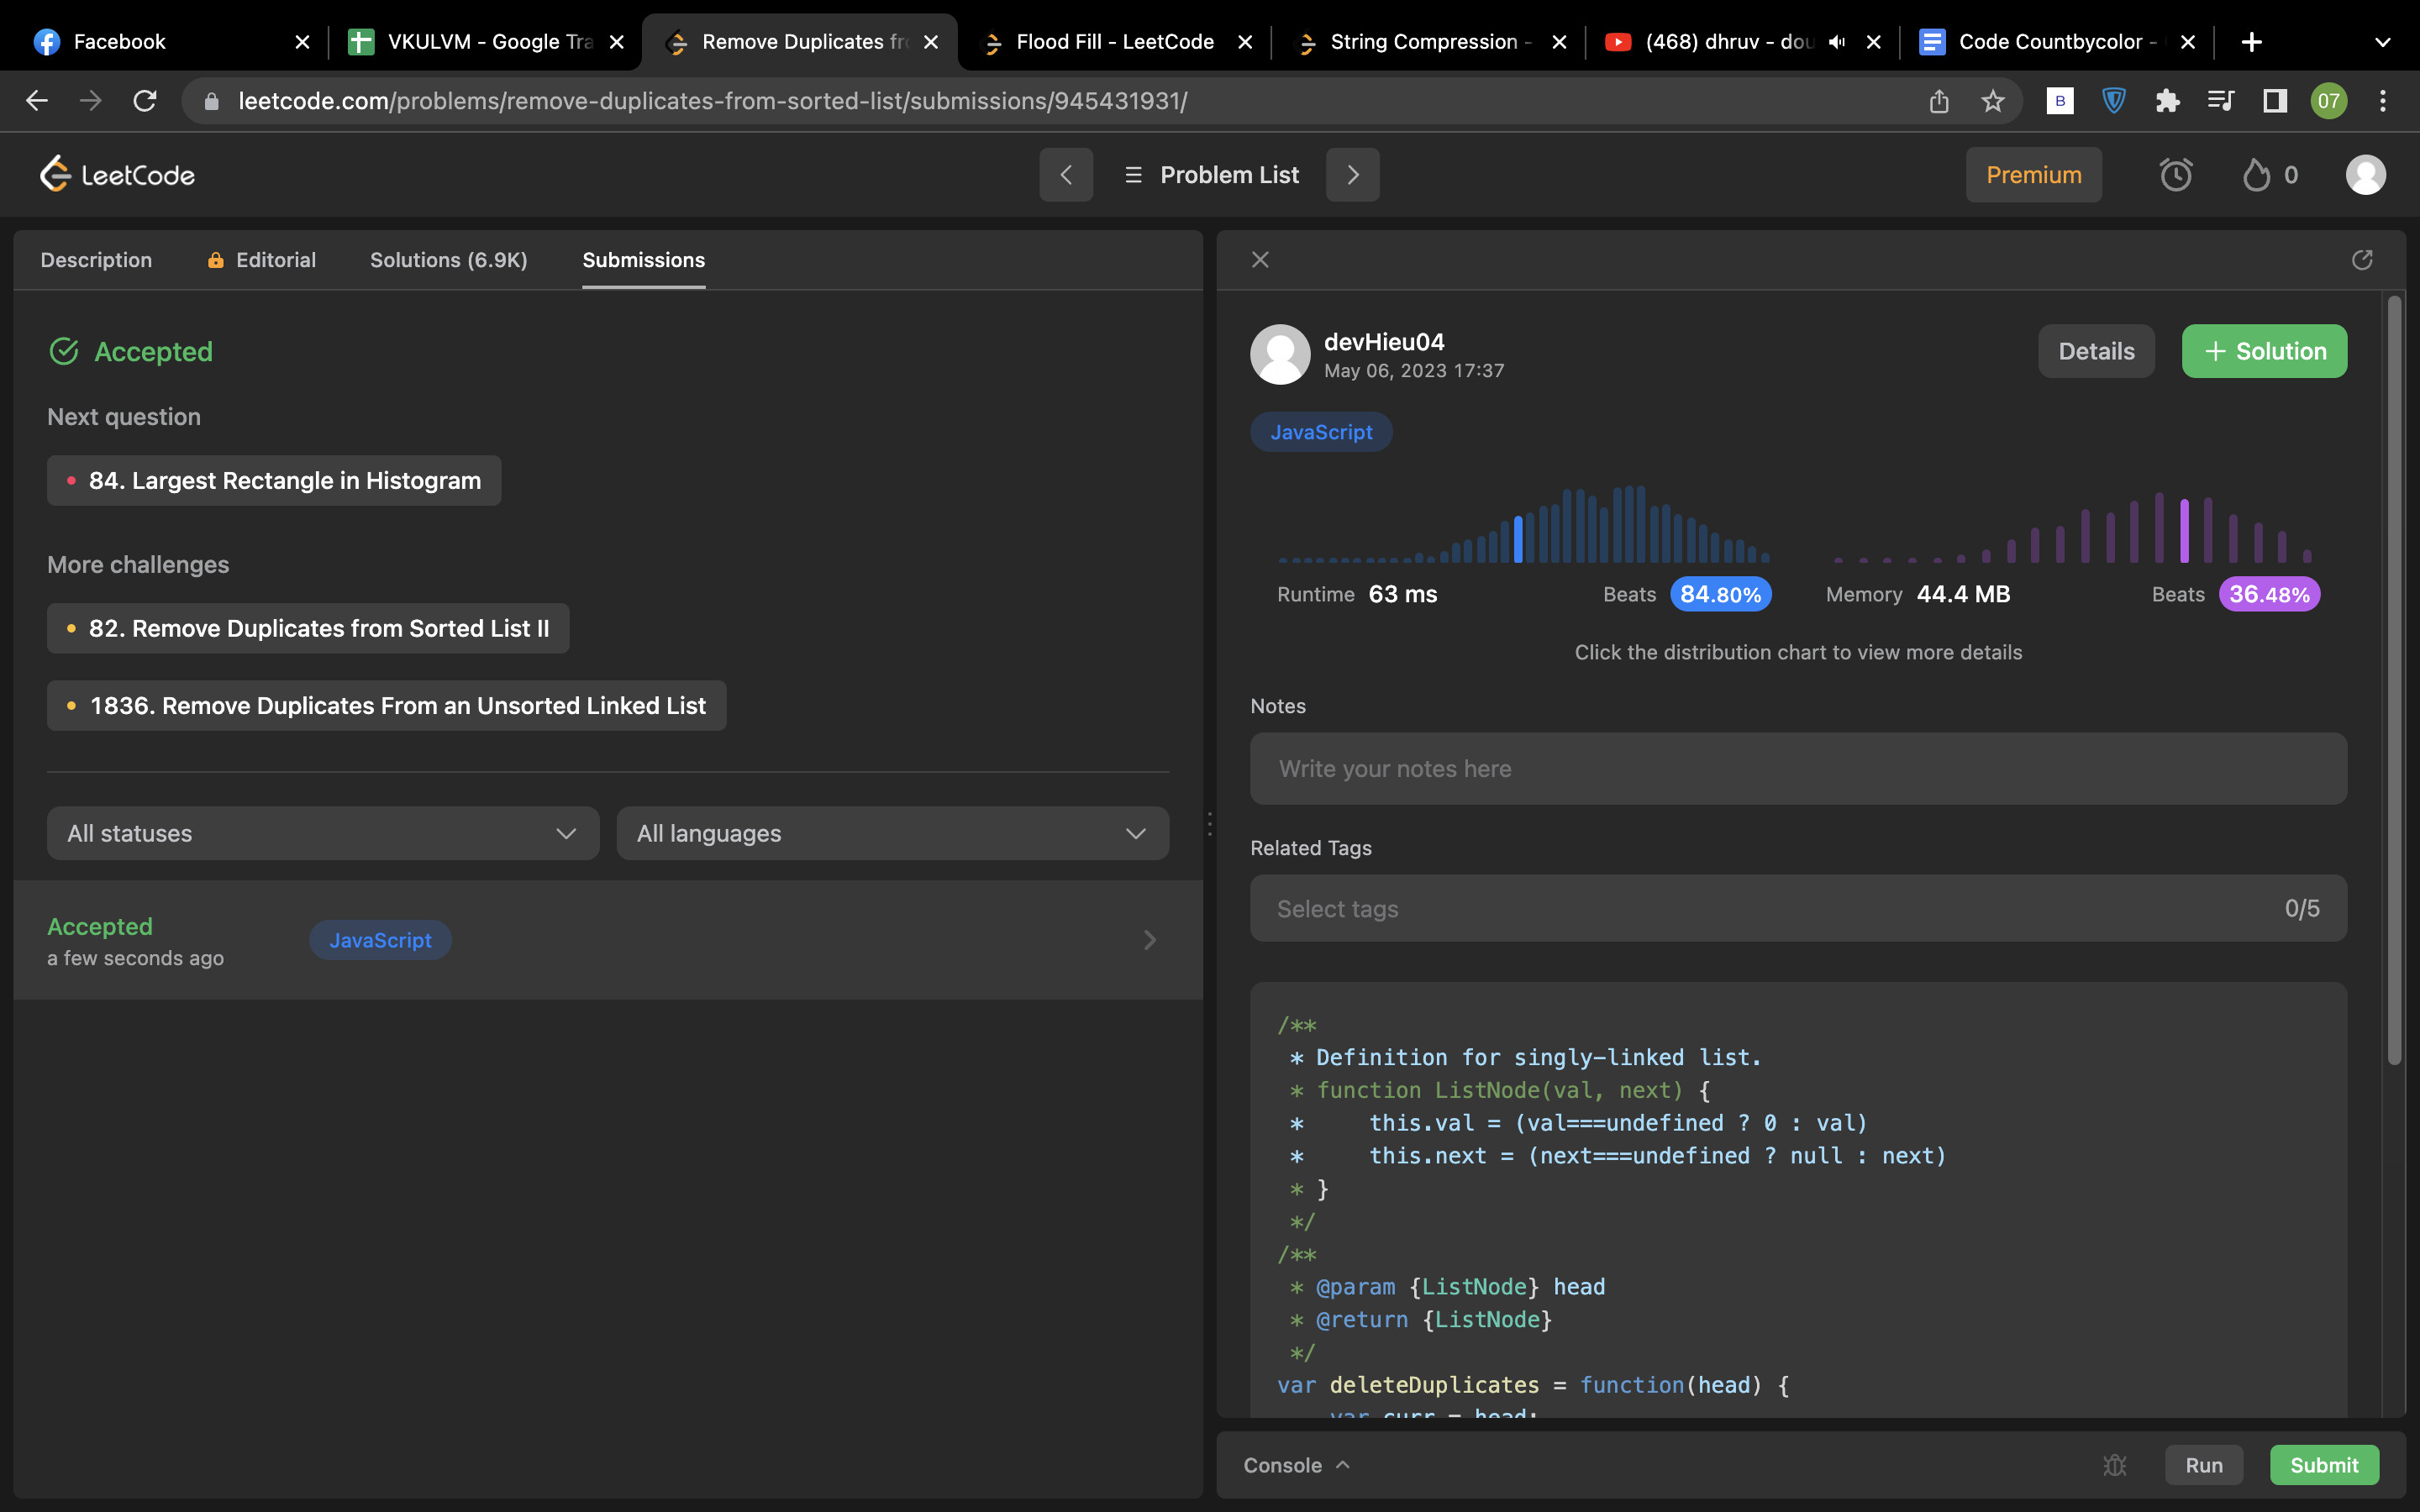 Facebook
VKULVM - Google Tra
Remove Duplicates fr
Flood Fill - LeetCode
String Compression -
(468) dhruv - dou
Code Countbycolor -
leetcode.com/problems/remove-duplicates-from-sorted-list/submissions/945431931/
B
07
LeetCode
Problem List
Premium
0
Description
Editorial
Solutions (6.9K)
Submissions
Accepted
Next question
84. Largest Rectangle in Histogram
More challenges
82. Remove Duplicates from Sorted List II
1836. Remove Duplicates From an Unsorted Linked List
All statuses
All languages
Accepted
a few seconds ago
JavaScript
devHieu04
May 06, 2023 17:37
Details
Solution
JavaScript
Runtime 63 ms
Beats 84.80%
Memory 44.4 MB
Beats 36.48%
Click the distribution chart to view more details
Notes
Write your notes here
Related Tags
Select tags
0/5
/**
 * Definition for singly-linked list.
 * function ListNode(val, next) {
 *     this.val = (val===undefined ? 0 : val)
 *     this.next = (next===undefined ? null : next)
 * }
 */
/**
 * @param {ListNode} head
 * @return {ListNode}
 */
var deleteDuplicates = function(head) {
    var curr = head;
Console
Run
Submit